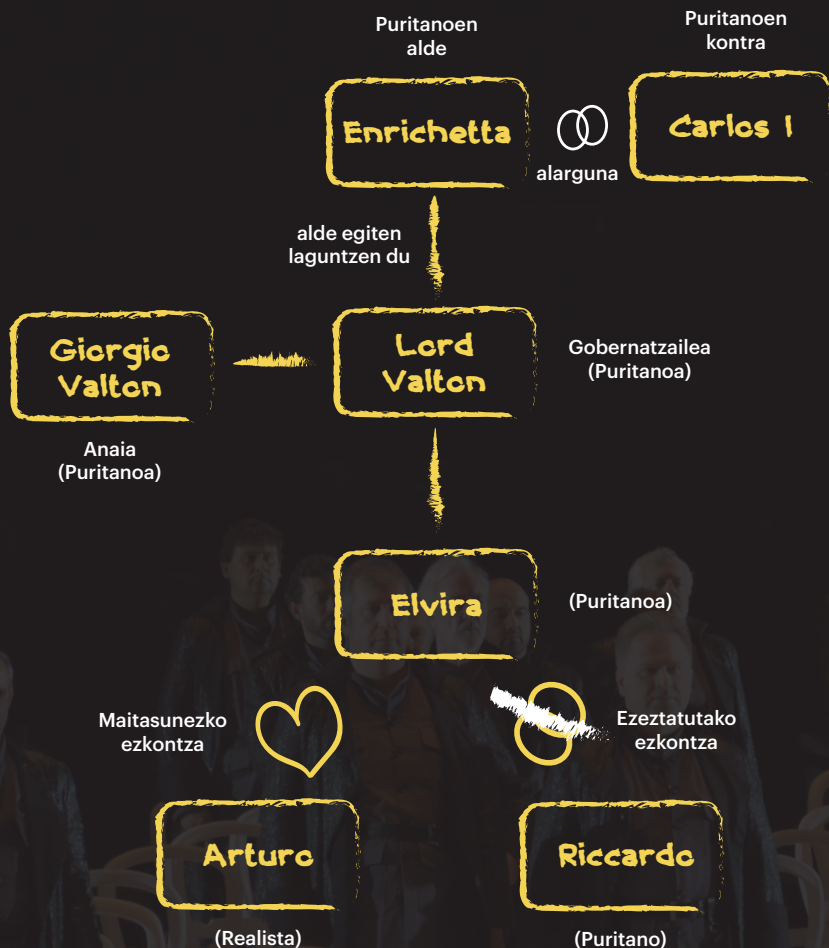 Puritanoen
alde
Puritanoen
kontra
Enrichetta
Carlos I
alarguna
alde egiten
laguntzen du
Giorgio
Valton
Lord
Valton
Gobernatzailea
(Puritanoa)
Anaia
(Puritanoa)
Elvira
(Puritanoa)
Maitasunezko
ezkontza
Ezeztatutako
ezkontza
Arturo
Riccardo
(Realista)
(Puritano)